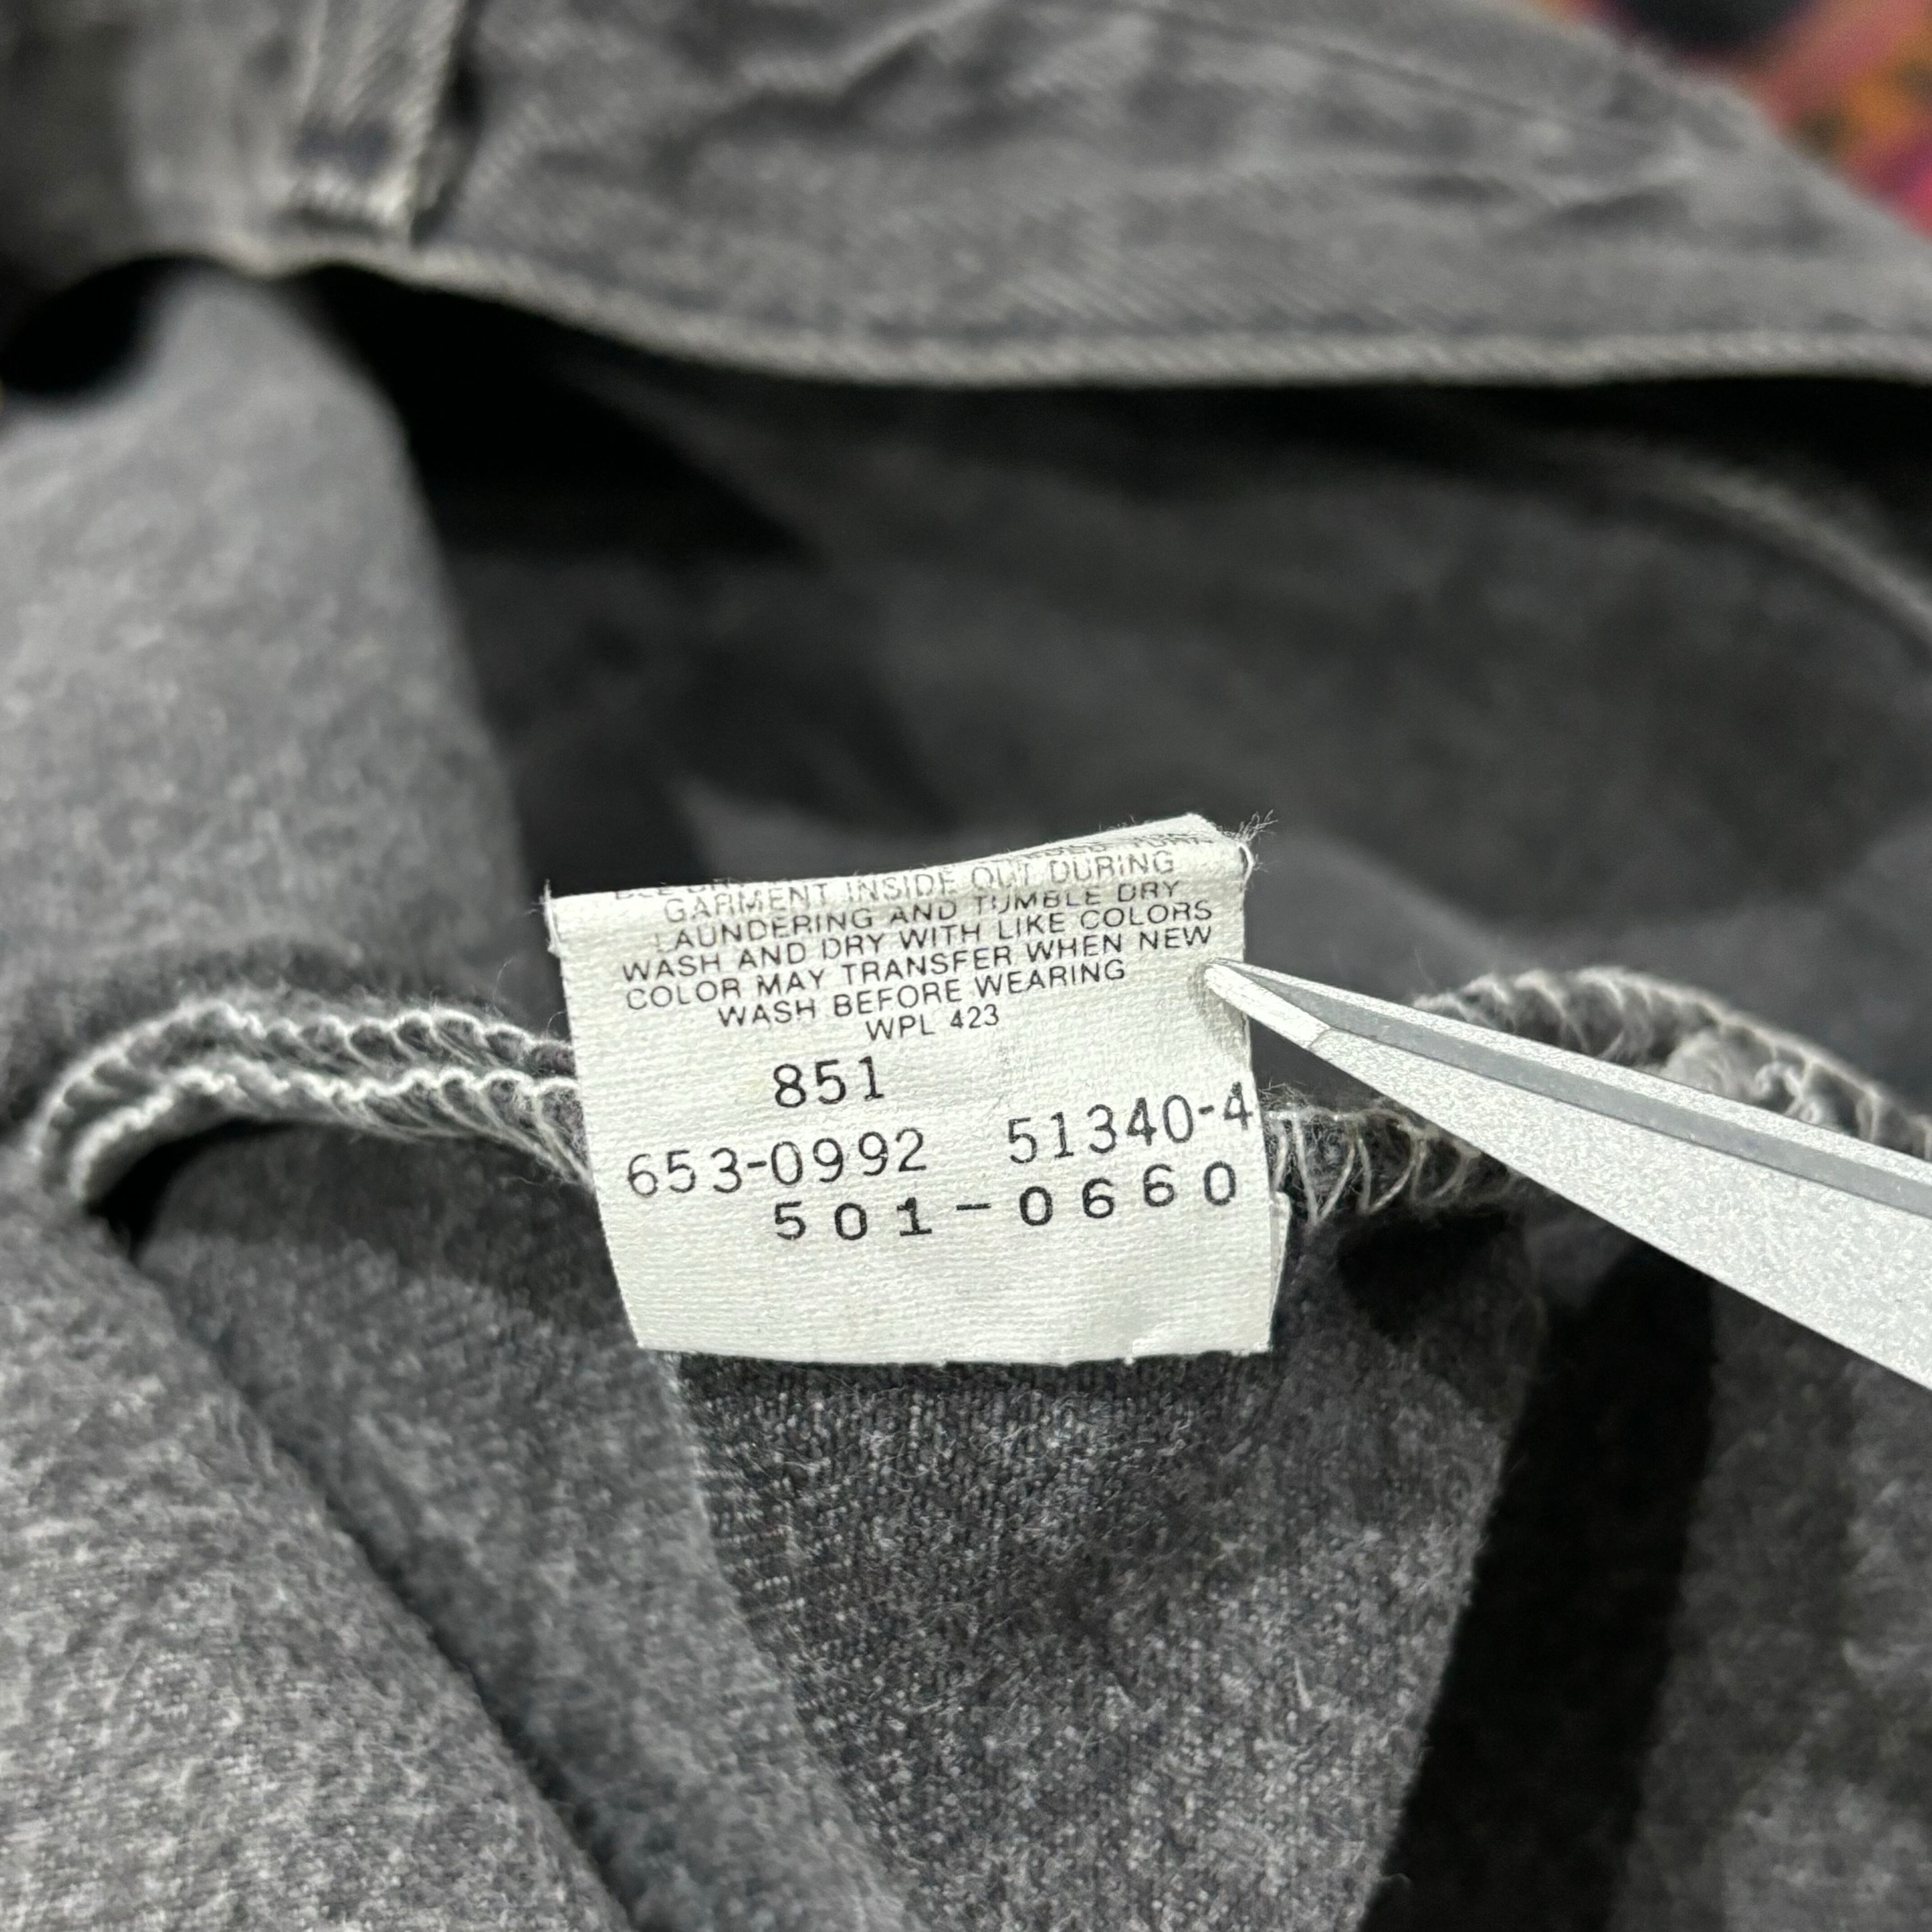 GARMENT INSIDE OUT DURING
LAUNDERING AND TUMBLE DRY
WASH AND DRY WITH LIKE COLORS
COLOR MAY TRANSFER WHEN NEW
WASH BEFORE WEARING
WPL 423
851
653-0992 51340-4
501-0660